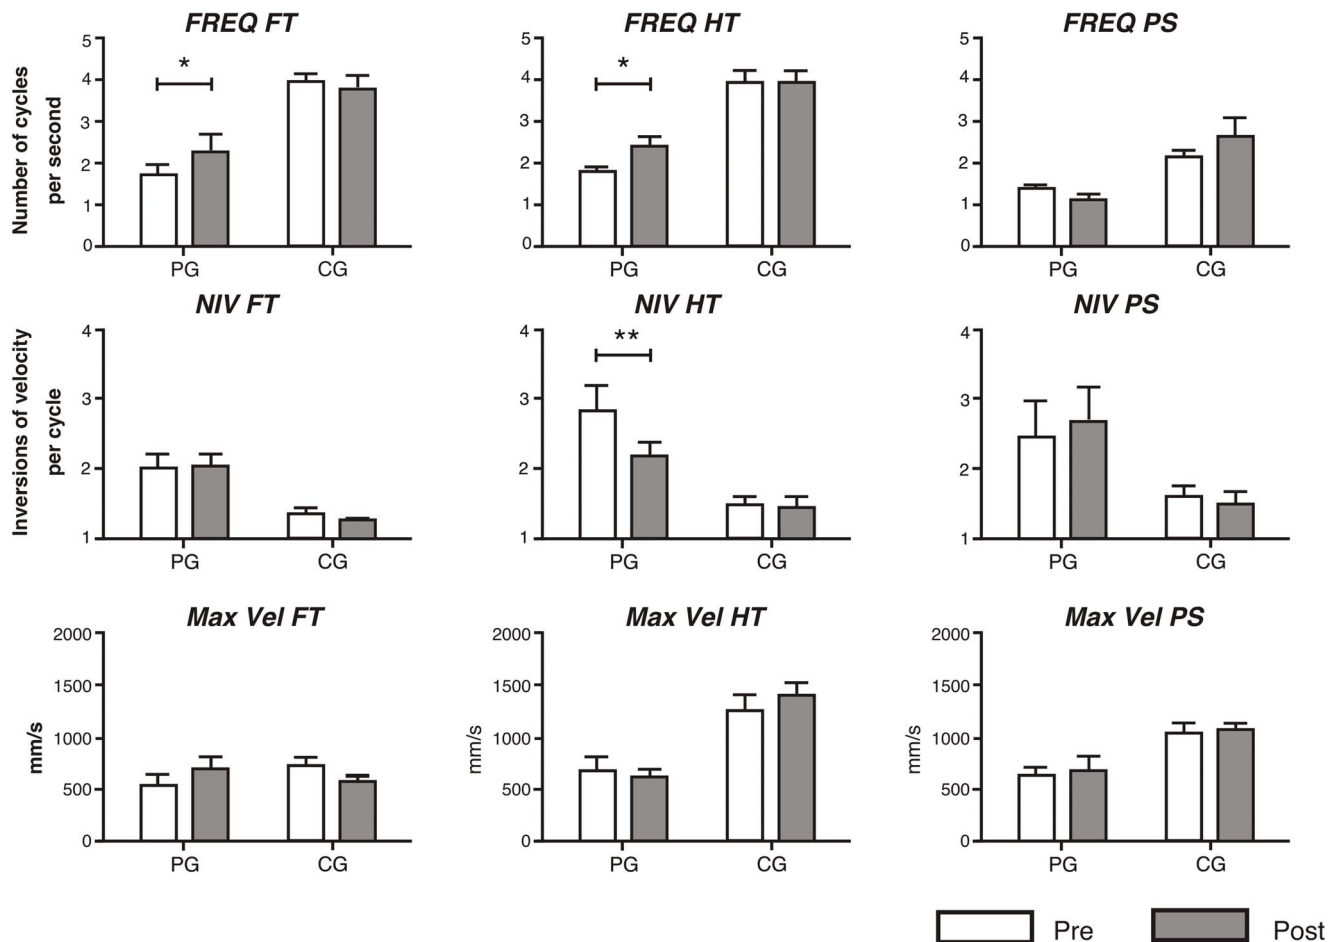 FREQ FT
FREQ HT
FREQ PS
Number of cycles
per second
5
4
3
2
1
0
*
PG
CG
5
4
3
2
1
0
*
PG
CG
5
4
3
2
1
0
PG
CG
NIV FT
NIV HT
NIV PS
Inversions of velocity
per cycle
4
3
2
1
PG
CG
4
3
2
1
**
PG
CG
4
3
2
1
PG
CG
Max Vel FT
Max Vel HT
Max Vel PS
mm/s
2000
1500
1000
500
0
PG
CG
mm/s
2000
1500
1000
500
0
PG
CG
mm/s
2000
1500
1000
500
0
PG
CG
Pre
Post